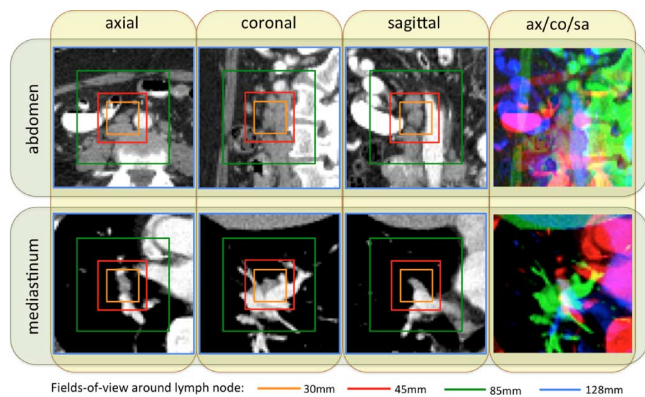 axial coronal sagittal ax/co/sa
abdomen
mediastinum
Fields-of-view around lymph node: 30mm 45mm 85mm 128mm